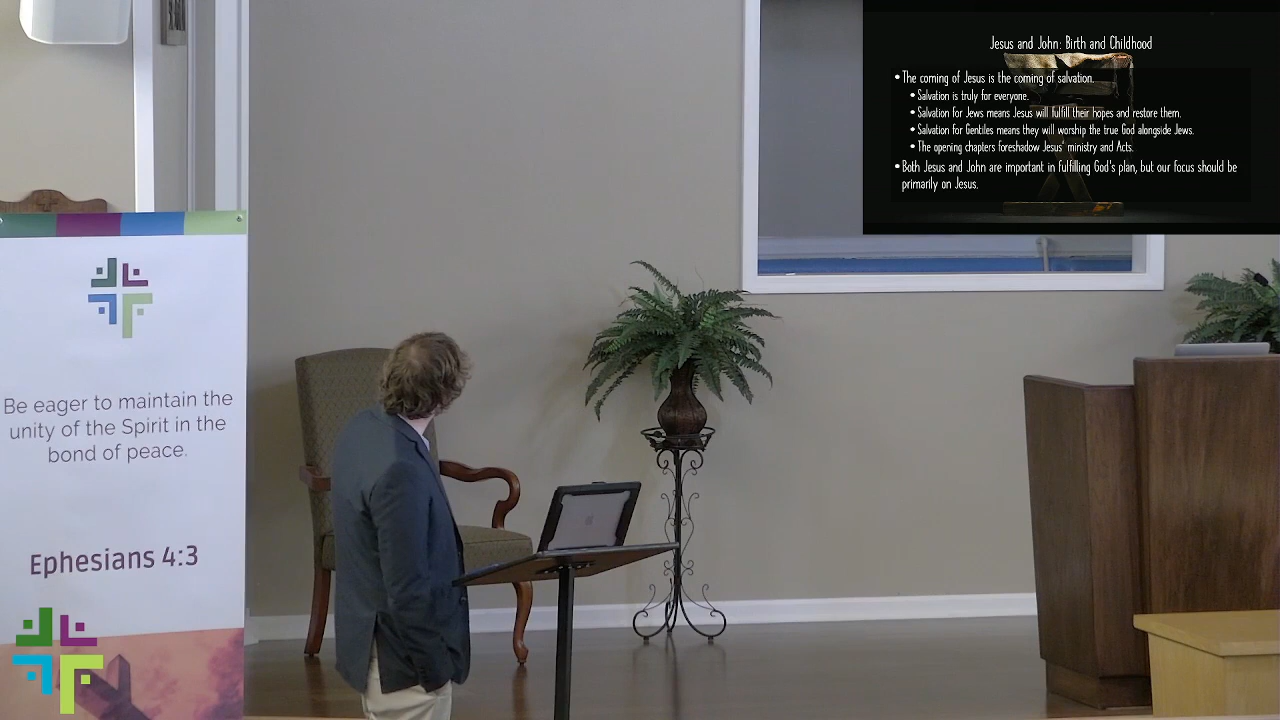 Jesus and John: Birth and Childhood
• The coming of Jesus is the coming of salvation.
• Salvation is truly for everyone.
• Salvation for Jews means Jesus will fulfill their hopes and restore them.
• Salvation for Gentiles means they will worship the true God alongside Jews.
• The opening chapters foreshadow Jesus' ministry and Acts.
• Both Jesus and John are important in fulfilling God's plan, but our focus should be
primarily on Jesus.
Be eager to maintain the
unity of the Spirit in the
bond of peace.
Ephesians 4:3